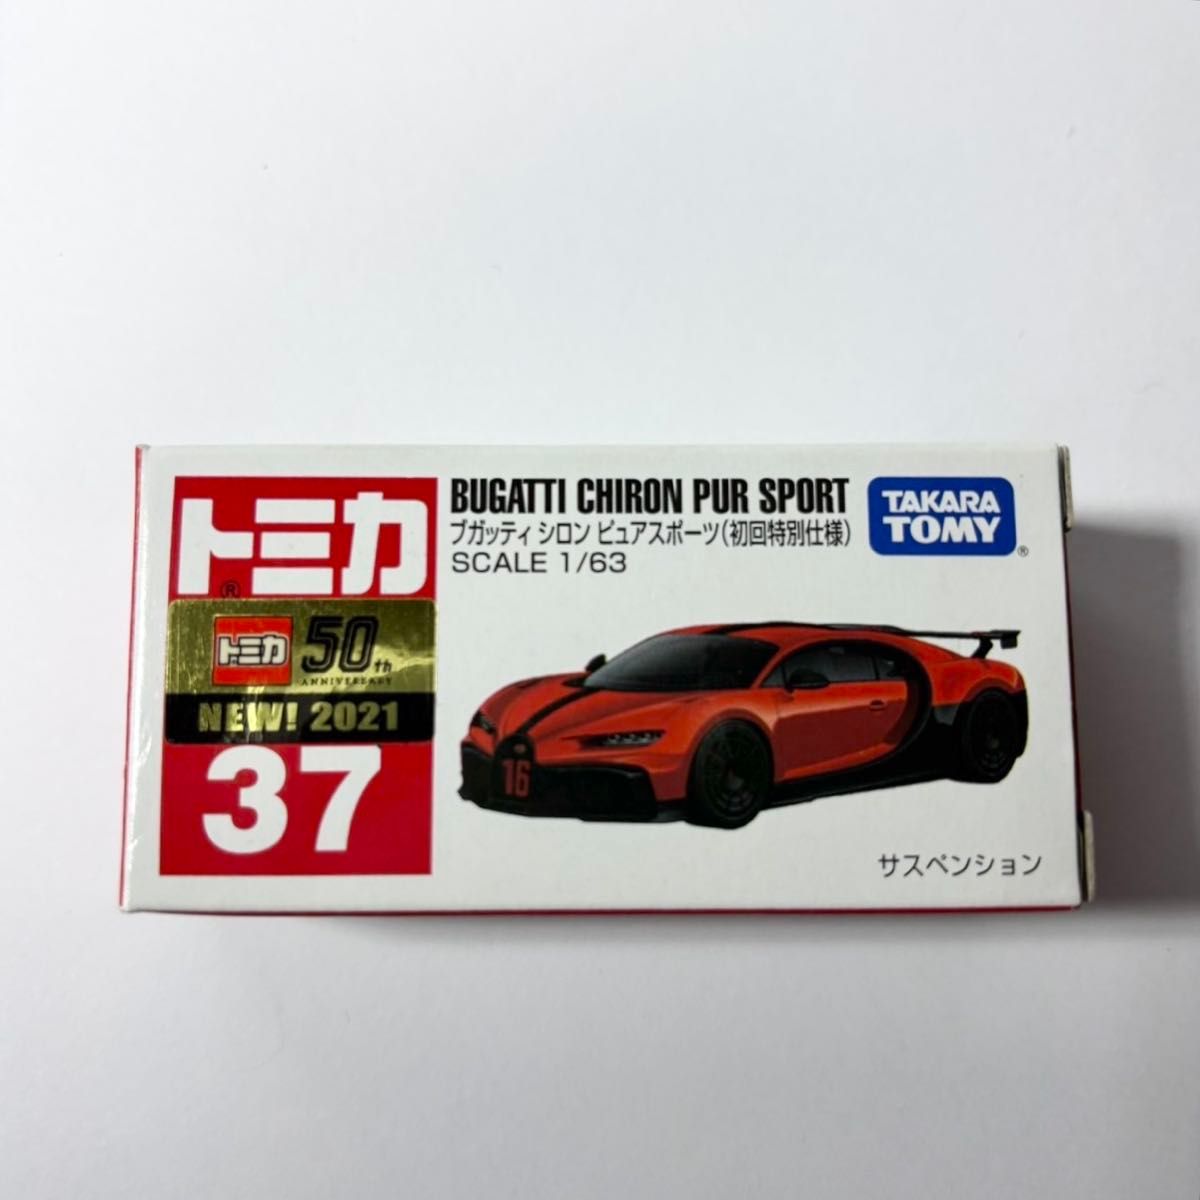 トミカ
®
トミカ 50th
ANNIVERSARY
NEW! 2021
37
BUGATTI CHIRON PUR SPORT
ブガッティ シロン ピュアスポーツ(初回特別仕様)
SCALE 1/63
TAKARA
TOMY
®
16
サスペンション